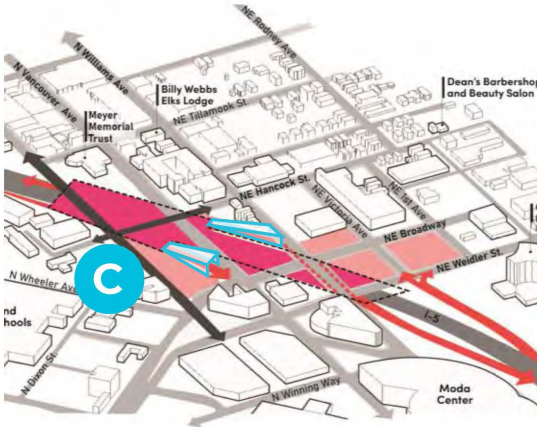 NE Rodney Ave
N Williams Ave
N Vancouver Ave
Billy Webbs
Elks Lodge
Dean's Barbershop
and Beauty Salon
NE Tillamook St
Meyer
Memorial
Trust
NE Hancock St.
NE Victoria Ave
NE 1st Ave
NE Broadway
NE Weidler St.
C
N Wheeler Ave
I-5
nd
chools
N Dixon St
N Winning Way
Moda
Center